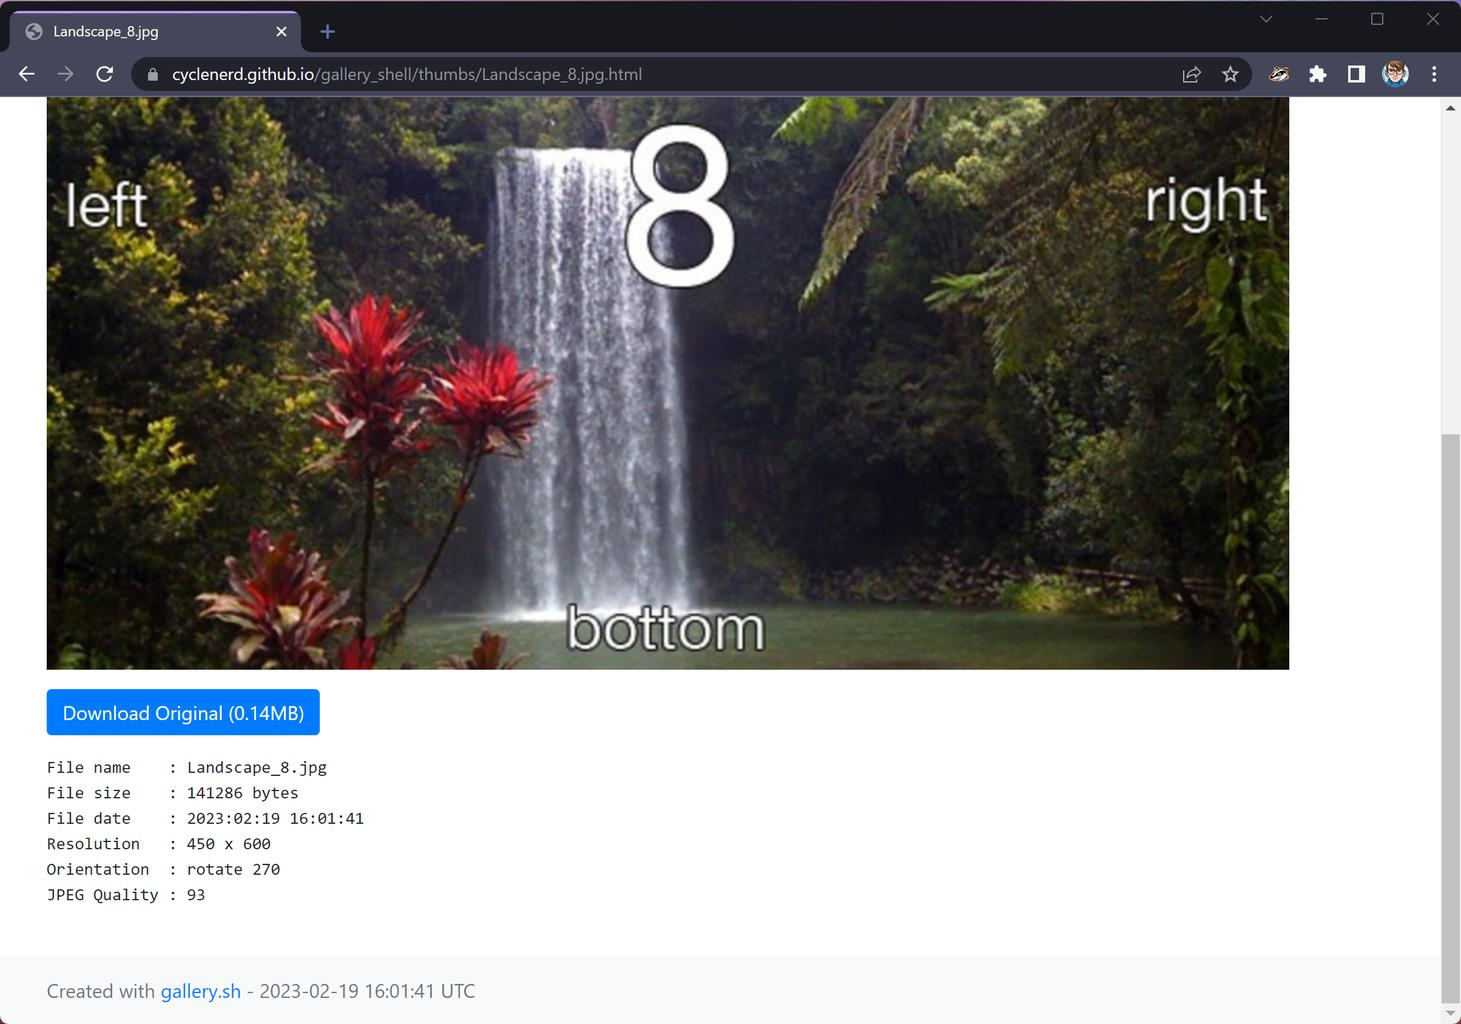 Landscape_8.jpg
cyclenerd.github.io/gallery_shell/thumbs/Landscape_8.jpg.html
8
left
right
bottom
Download Original (0.14MB)
File name    : Landscape_8.jpg
File size    : 141286 bytes
File date    : 2023:02:19 16:01:41
Resolution   : 450 x 600
Orientation  : rotate 270
JPEG Quality : 93
Created with gallery.sh - 2023-02-19 16:01:41 UTC